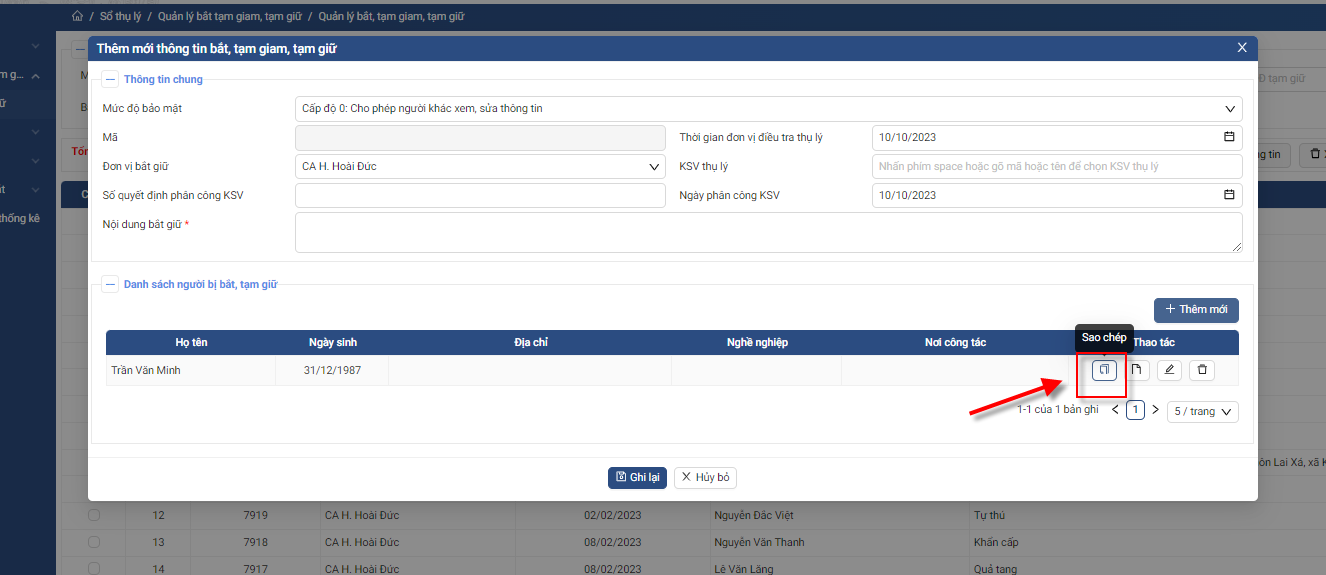 / Sổ thụ lý / Quản lý bắt tạm giam, tạm giữ / Quản lý bắt, tạm giam, tạm giữ
Thêm mới thông tin bắt, tạm giam, tạm giữ X
Thông tin chung
Mức độ bảo mật Cấp độ 0: Cho phép người khác xem, sửa thông tin
Mã Thời gian đơn vị điều tra thụ lý 10/10/2023
Đơn vị bắt giữ CA H. Hoài Đức KSV thụ lý Nhấn phím space hoặc gõ mã hoặc tên để chọn KSV thụ lý
Số quyết định phân công KSV Ngày phân công KSV 10/10/2023
Nội dung bắt giữ *
Danh sách người bị bắt, tạm giữ
+ Thêm mới
Sao chép
Họ tên Ngày sinh Địa chỉ Nghề nghiệp Nơi công tác Thao tác
Trần Văn Minh 31/12/1987
1-1 của 1 bản ghi < 1 > 5 / trang
Ghi lại X Hủy bỏ
m g...
ữ
thống kê
Đ tạm giữ
ng tin
ôn Lai Xá, xã K
12 7919 CA H. Hoài Đức 02/02/2023 Nguyễn Đắc Việt Tự thú
13 7918 CA H. Hoài Đức 08/02/2023 Nguyễn Văn Thanh Khẩn cấp
14 7917 CA H. Hoài Đức 08/02/2023 Lê Văn Lăng Quả tang